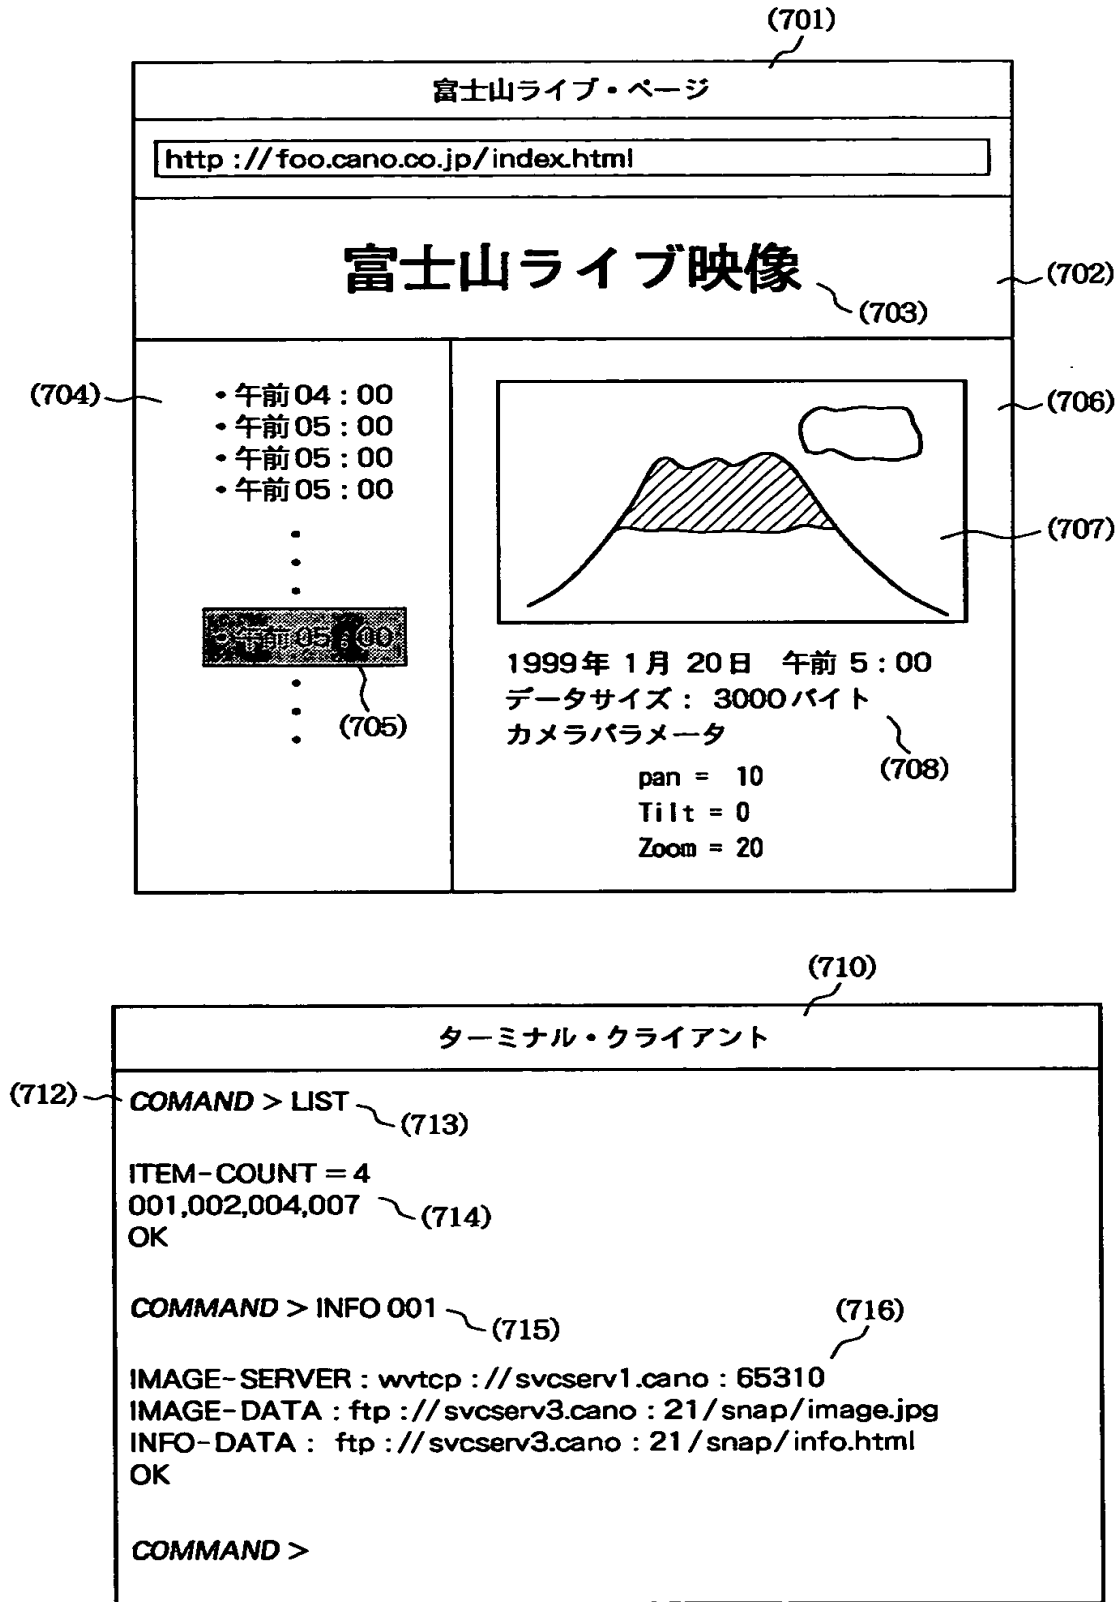 (701)
富士山ライブ・ページ
http://foo.cano.co.jp/index.html
富士山ライブ映像
(702)
(703)
(704)
・午前04:00
・午前05:00
・午前05:00
・午前05:00
・午前05:00
(705)
(706)
(707)
1999年 1月 20日 午前 5:00
データサイズ: 3000バイト
カメラパラメータ
(708)
pan = 10
Tilt = 0
Zoom = 20
(710)
ターミナル・クライアント
(712)
COMAND > LIST
(713)
ITEM-COUNT = 4
001,002,004,007
(714)
OK
COMMAND > INFO 001
(715)
(716)
IMAGE-SERVER : wvtcp://svcserv1.cano:65310
IMAGE-DATA : ftp://svcserv3.cano:21/snap/image.jpg
INFO-DATA : ftp://svcserv3.cano:21/snap/info.html
OK
COMMAND >